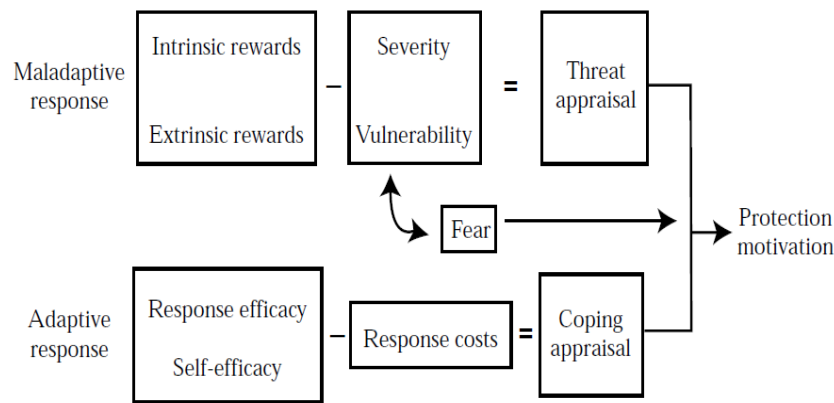 Maladaptive
response
Intrinsic rewards
Extrinsic rewards
–
Severity
Vulnerability
=
Threat
appraisal
Fear
Protection
motivation
Adaptive
response
Response efficacy
Self-efficacy
–
Response costs
=
Coping
appraisal